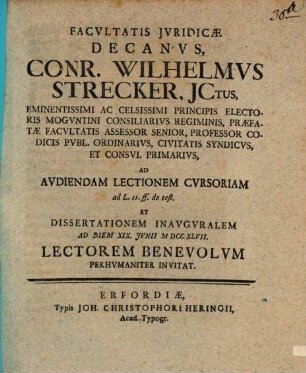 30ᵗʰ
FACVLTATIS JVRIDICÆ
DECANVS,
CONR. WILHELMVS
STRECKER, JCTUS,
EMINENTISSIMI AC CELSISSIMI PRINCIPIS ELECTO-
RIS MOGVNTINI CONSILIARIVS REGIMINIS, PRÆFA-
TÆ FACVLTATIS ASSESSOR SENIOR, PROFESSOR CO-
DICIS PVBL. ORDINARIVS, CIVITATIS SYNDICVS,
ET CONSVL PRIMARIVS,
AD
AVDIENDAM LECTIONEM CVRSORIAM
ad L. 11. ff. de test.
ET
DISSERTATIONEM INAVGVRALEM
AD DIEM XIX. JVNII M DCC XLVII.
LECTOREM BENEVOLVM
PERHVMANITER INVITAT.
ERFORDIÆ,
Typis JOH. CHRISTOPHORI HERINGII,
Acad. Typogr.